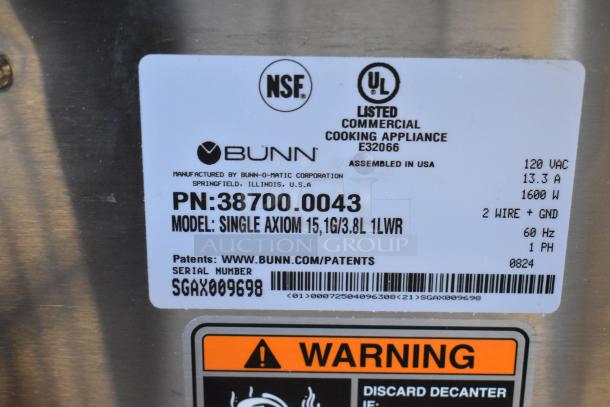 NSF
UL
LISTED
COMMERCIAL
COOKING APPLIANCE
E32066
BUNN
ASSEMBLED IN USA
MANUFACTURED BY BUNN-O-MATIC CORPORATION
SPRINGFIELD, ILLINOIS, U.S.A
PN:38700.0043
MODEL: SINGLE AXIOM 15,1G/3.8L 1LWR
120 VAC
13.3 A
1600 W
2 WIRE + GND
60 Hz
1 PH
0824
AUCTION GROUP
Patents: WWW.BUNN.COM/PATENTS
SERIAL NUMBER
SGAX009698
(01)00072504096308(21)SGAX009698
WARNING
DISCARD DECANTER
IF: